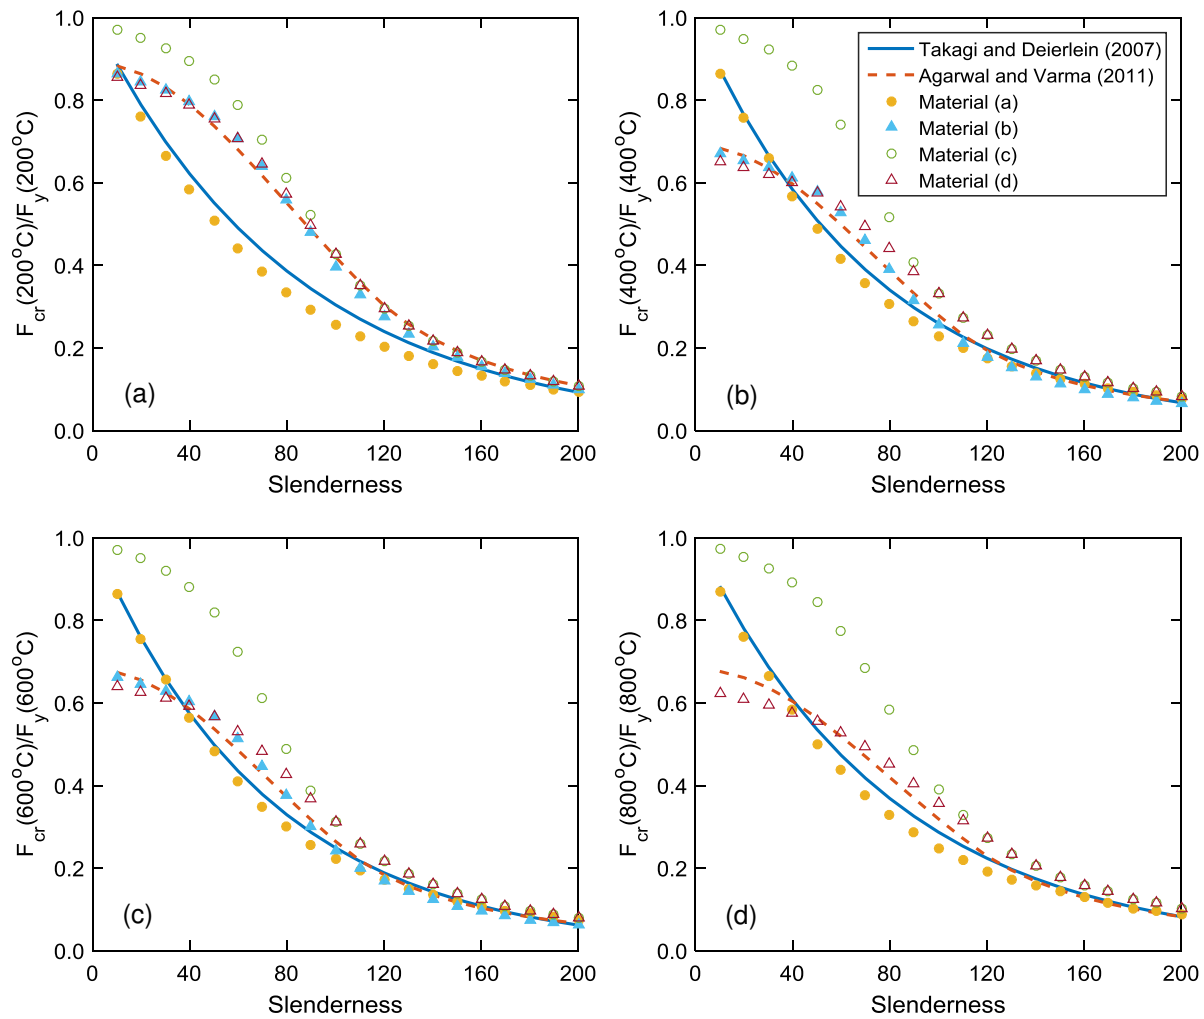 1.0
0.8
0.6
0.4
0.2
0.0
F_cr(200°C)/F_y(200°C)
(a)
0 40 80 120 160 200
Slenderness
1.0
0.8
0.6
0.4
0.2
0.0
F_cr(400°C)/F_y(400°C)
Takagi and Deierlein (2007)
Agarwal and Varma (2011)
Material (a)
Material (b)
Material (c)
Material (d)
(b)
0 40 80 120 160 200
Slenderness
1.0
0.8
0.6
0.4
0.2
0.0
F_cr(600°C)/F_y(600°C)
(c)
0 40 80 120 160 200
Slenderness
1.0
0.8
0.6
0.4
0.2
0.0
F_cr(800°C)/F_y(800°C)
(d)
0 40 80 120 160 200
Slenderness